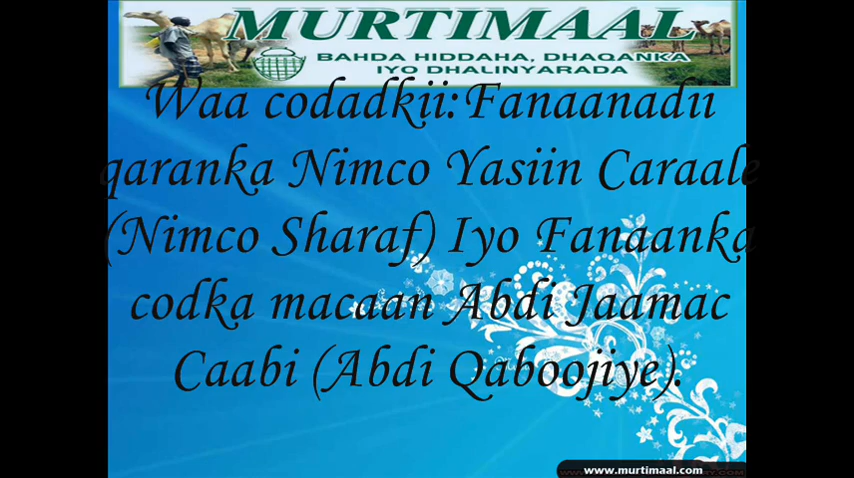 MURTIMAAL
BAHDA HIDDAHA, DHAQANKA
IYO DHALINYARADA
Waa codadkii:Fanaanadii
qaranka Nimco Yasiin Caraale
(Nimco Sharaf) Iyo Fanaanka
codka macaan Abdi Jaamac
Caabi (Abdi Qaboojiye).
www.murtimaal.com